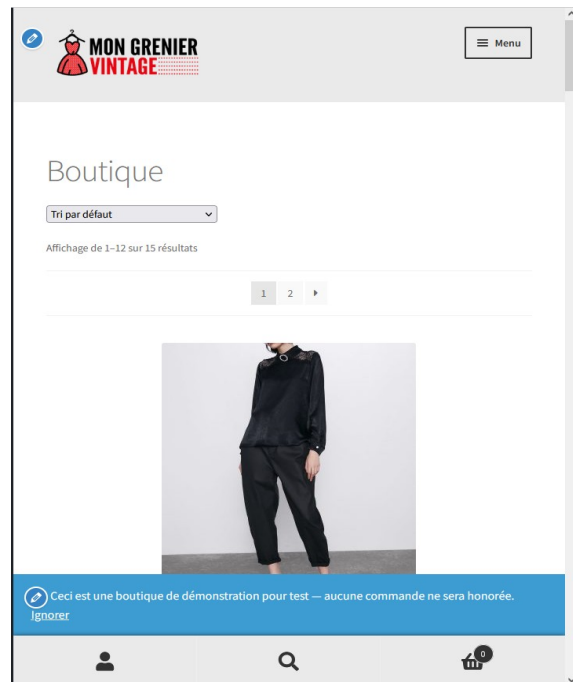 MON GRENIER
VINTAGE
Menu
Boutique
Tri par défaut
Affichage de 1–12 sur 15 résultats
1 2
Ceci est une boutique de démonstration pour test — aucune commande ne sera honorée.
Ignorer
0